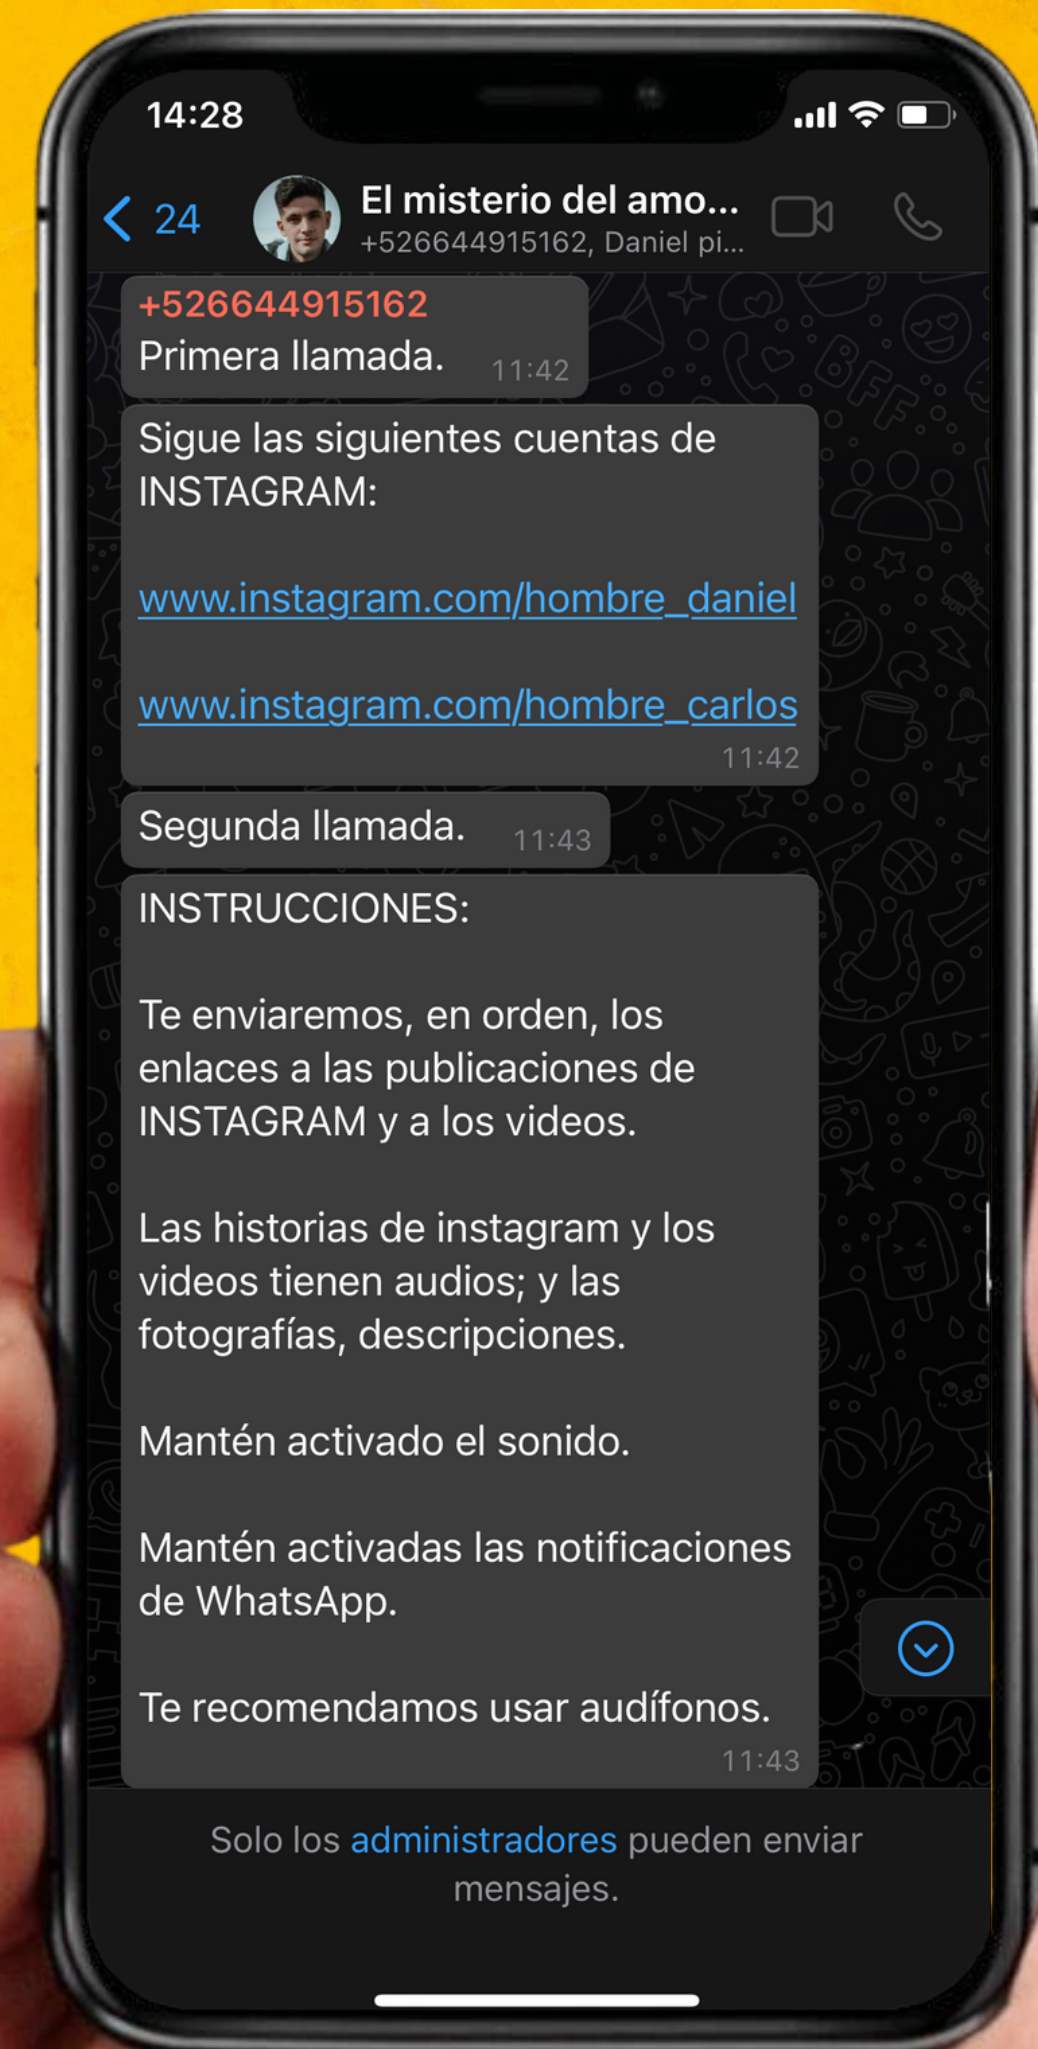 14:28
24
El misterio del amo...
+526644915162, Daniel pi...
+526644915162
Primera llamada.
11:42
Sigue las siguientes cuentas de
INSTAGRAM:
www.instagram.com/hombre_daniel
www.instagram.com/hombre_carlos
11:42
Segunda llamada.
11:43
INSTRUCCIONES:
Te enviaremos, en orden, los
enlaces a las publicaciones de
INSTAGRAM y a los videos.
Las historias de instagram y los
videos tienen audios; y las
fotografías, descripciones.
Mantén activado el sonido.
Mantén activadas las notificaciones
de WhatsApp.
Te recomendamos usar audífonos.
11:43
Solo los administradores pueden enviar
mensajes.
BFF